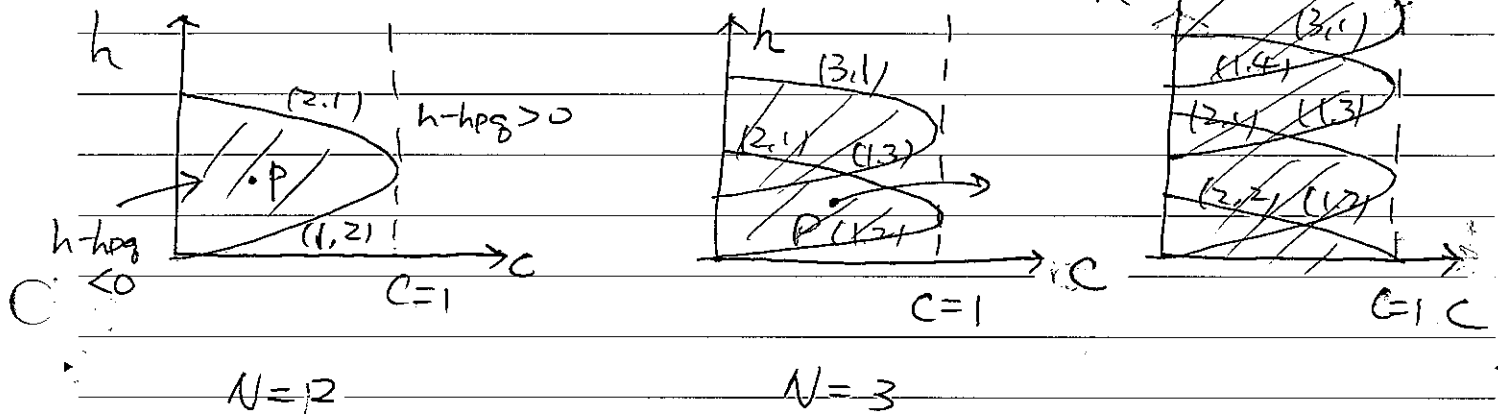 h
(2,1)
h-hpq>0
.P
(1,2)
h-hpq
<0
c
C=1
N=2
h
(3,1)
(2,1)
(1,3)
P
(1,2)
C
C=1
N=3
(3,1)
(1,4)
(2,1)
(1,3)
(2,2)
(1,2)
C=1
C